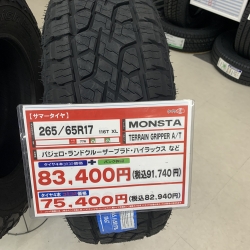 【サマータイヤ】
265/65R17 116T XL
MONSTA
TERRAIN GRIPPER A/T
パジェロ・ランドクルーザープラド・ハイラックス など
83,400円(税込91,740円)
75,400円(税込82,940円)